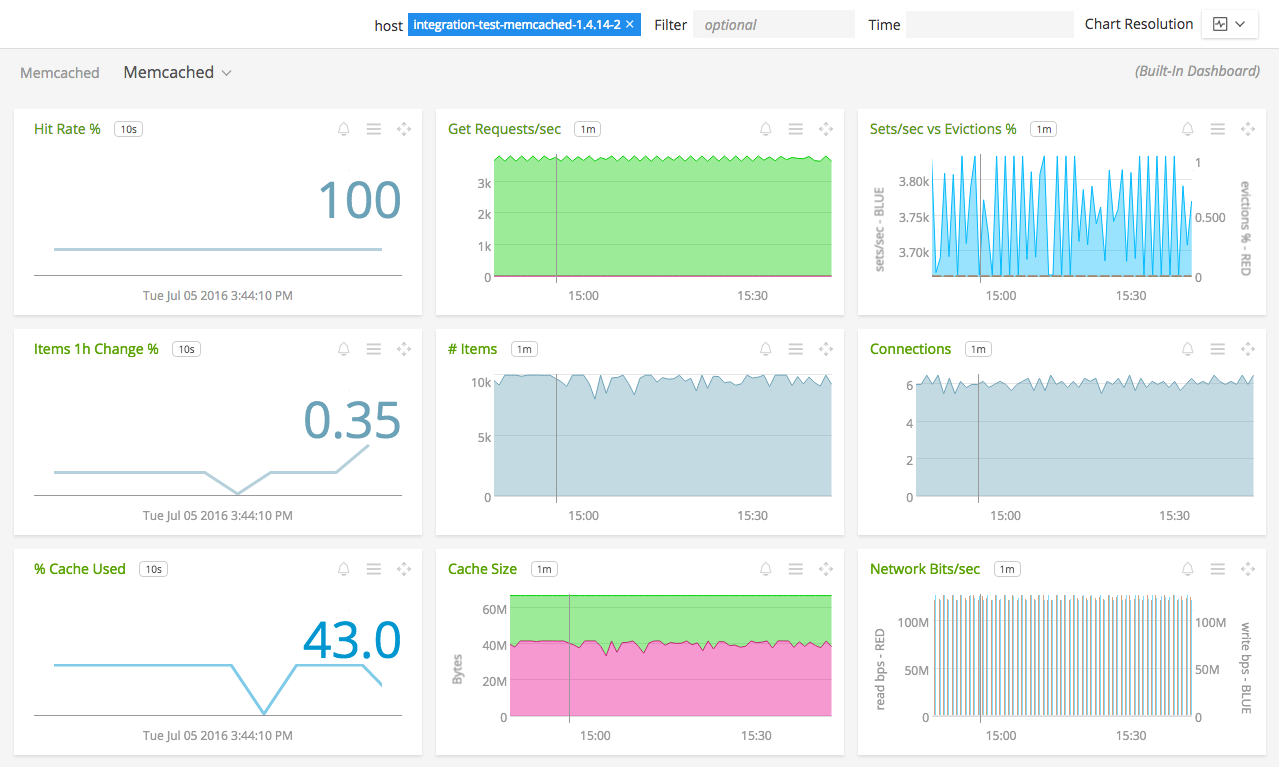 host integration-test-memcached-1.4.14-2 × Filter optional Time Chart Resolution
Memcached Memcached (Built-In Dashboard)
Hit Rate % 10s
100
Tue Jul 05 2016 3:44:10 PM
Get Requests/sec 1m
3k
2k
1k
0
15:00 15:30
Sets/sec vs Evictions % 1m
sets/sec - BLUE
3.80k
3.75k
3.70k
1
0.500
0
evictions % - RED
15:00 15:30
Items 1h Change % 10s
0.35
Tue Jul 05 2016 3:44:10 PM
# Items 1m
10k
5k
0
15:00 15:30
Connections 1m
6
4
2
0
15:00 15:30
% Cache Used 10s
43.0
Tue Jul 05 2016 3:44:10 PM
Cache Size 1m
Bytes
60M
40M
20M
0
15:00 15:30
Network Bits/sec 1m
read bps - RED
100M
50M
0
100M
50M
0
write bps - BLUE
15:00 15:30